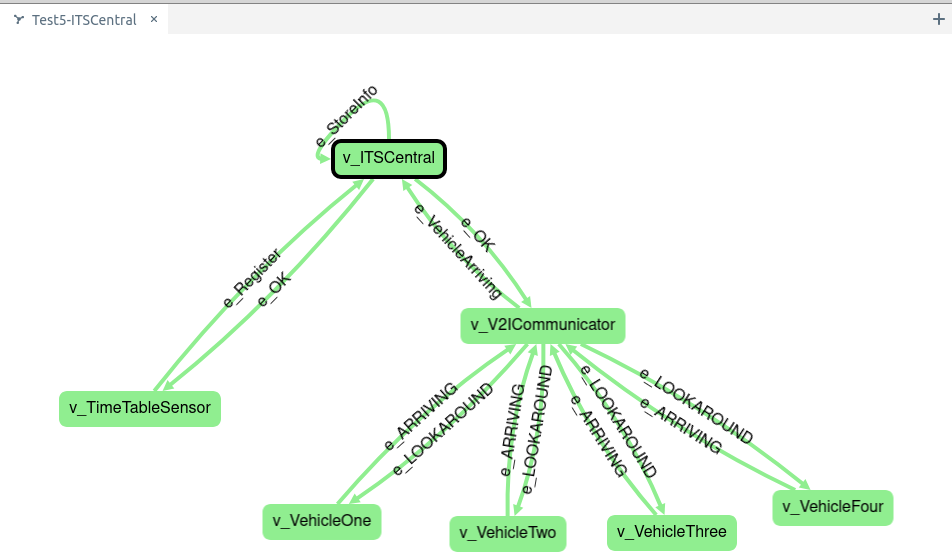 Test5-ITSCentral ×
e_StoreInfo
v_ITSCentral
e_Register
e_OK
e_VehicleArriving
e_OK
v_V2ICommunicator
v_TimeTableSensor
e_ARRIVING
e_LOOKAROUND
e_ARRIVING
e_LOOKAROUND
e_LOOKAROUND
e_ARRIVING
e_LOOKAROUND
e_ARRIVING
v_VehicleOne
v_VehicleTwo
v_VehicleThree
v_VehicleFour